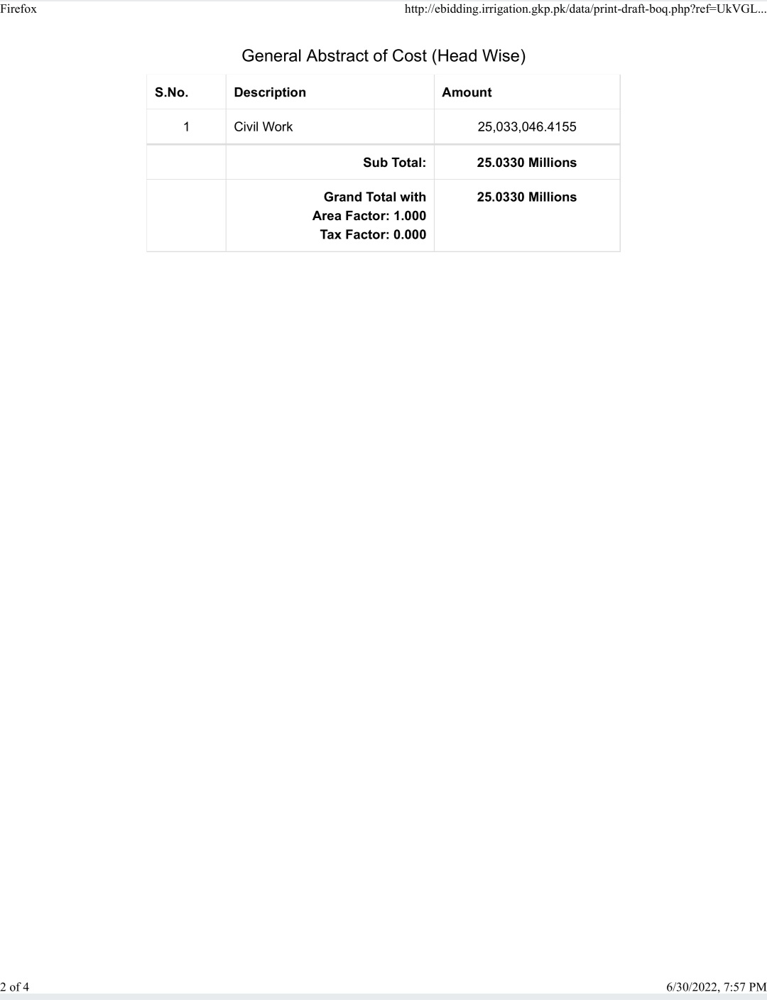 Firefox http://ebidding.irrigation.gkp.pk/data/print-draft-boq.php?ref=UkVGL...
General Abstract of Cost (Head Wise)
S.No. Description Amount
1 Civil Work 25,033,046.4155
Sub Total: 25.0330 Millions
Grand Total with 25.0330 Millions
Area Factor: 1.000
Tax Factor: 0.000
2 of 4 6/30/2022, 7:57 PM